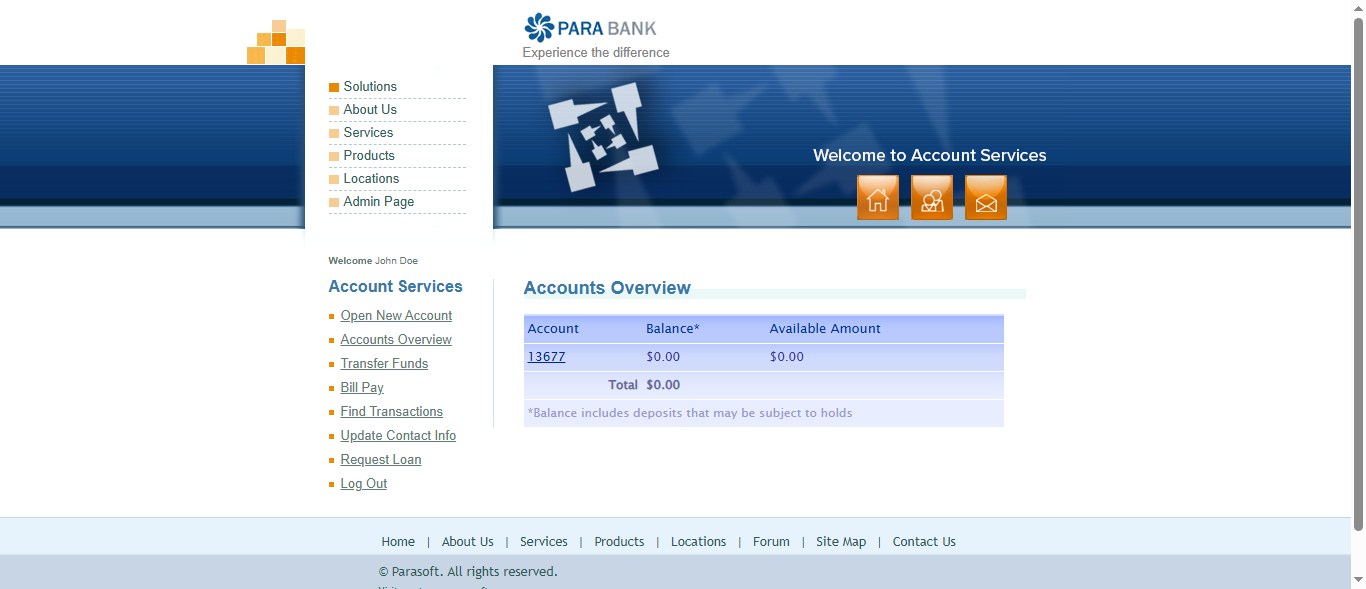 PARA BANK
Experience the difference
Solutions
About Us
Services
Products
Locations
Admin Page
Welcome to Account Services
Welcome John Doe
Account Services
Open New Account
Accounts Overview
Transfer Funds
Bill Pay
Find Transactions
Update Contact Info
Request Loan
Log Out
Accounts Overview
Account Balance* Available Amount
13677 $0.00 $0.00
Total $0.00
*Balance includes deposits that may be subject to holds
Home | About Us | Services | Products | Locations | Forum | Site Map | Contact Us
© Parasoft. All rights reserved.